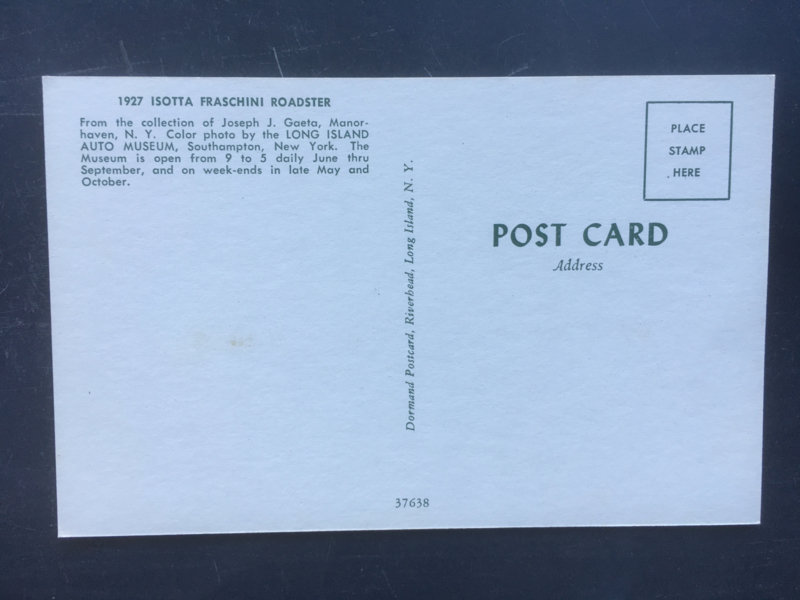 1927 ISOTTA FRASCHINI ROADSTER
From the collection of Joseph J. Gaeta, Manor-
haven, N. Y. Color photo by the LONG ISLAND
AUTO MUSEUM, Southampton, New York. The
Museum is open from 9 to 5 daily June thru
September, and on week-ends in late May and
October.
Dormand Postcard, Riverhead, Long Island, N. Y.
37638
PLACE
STAMP
HERE
POST CARD
Address